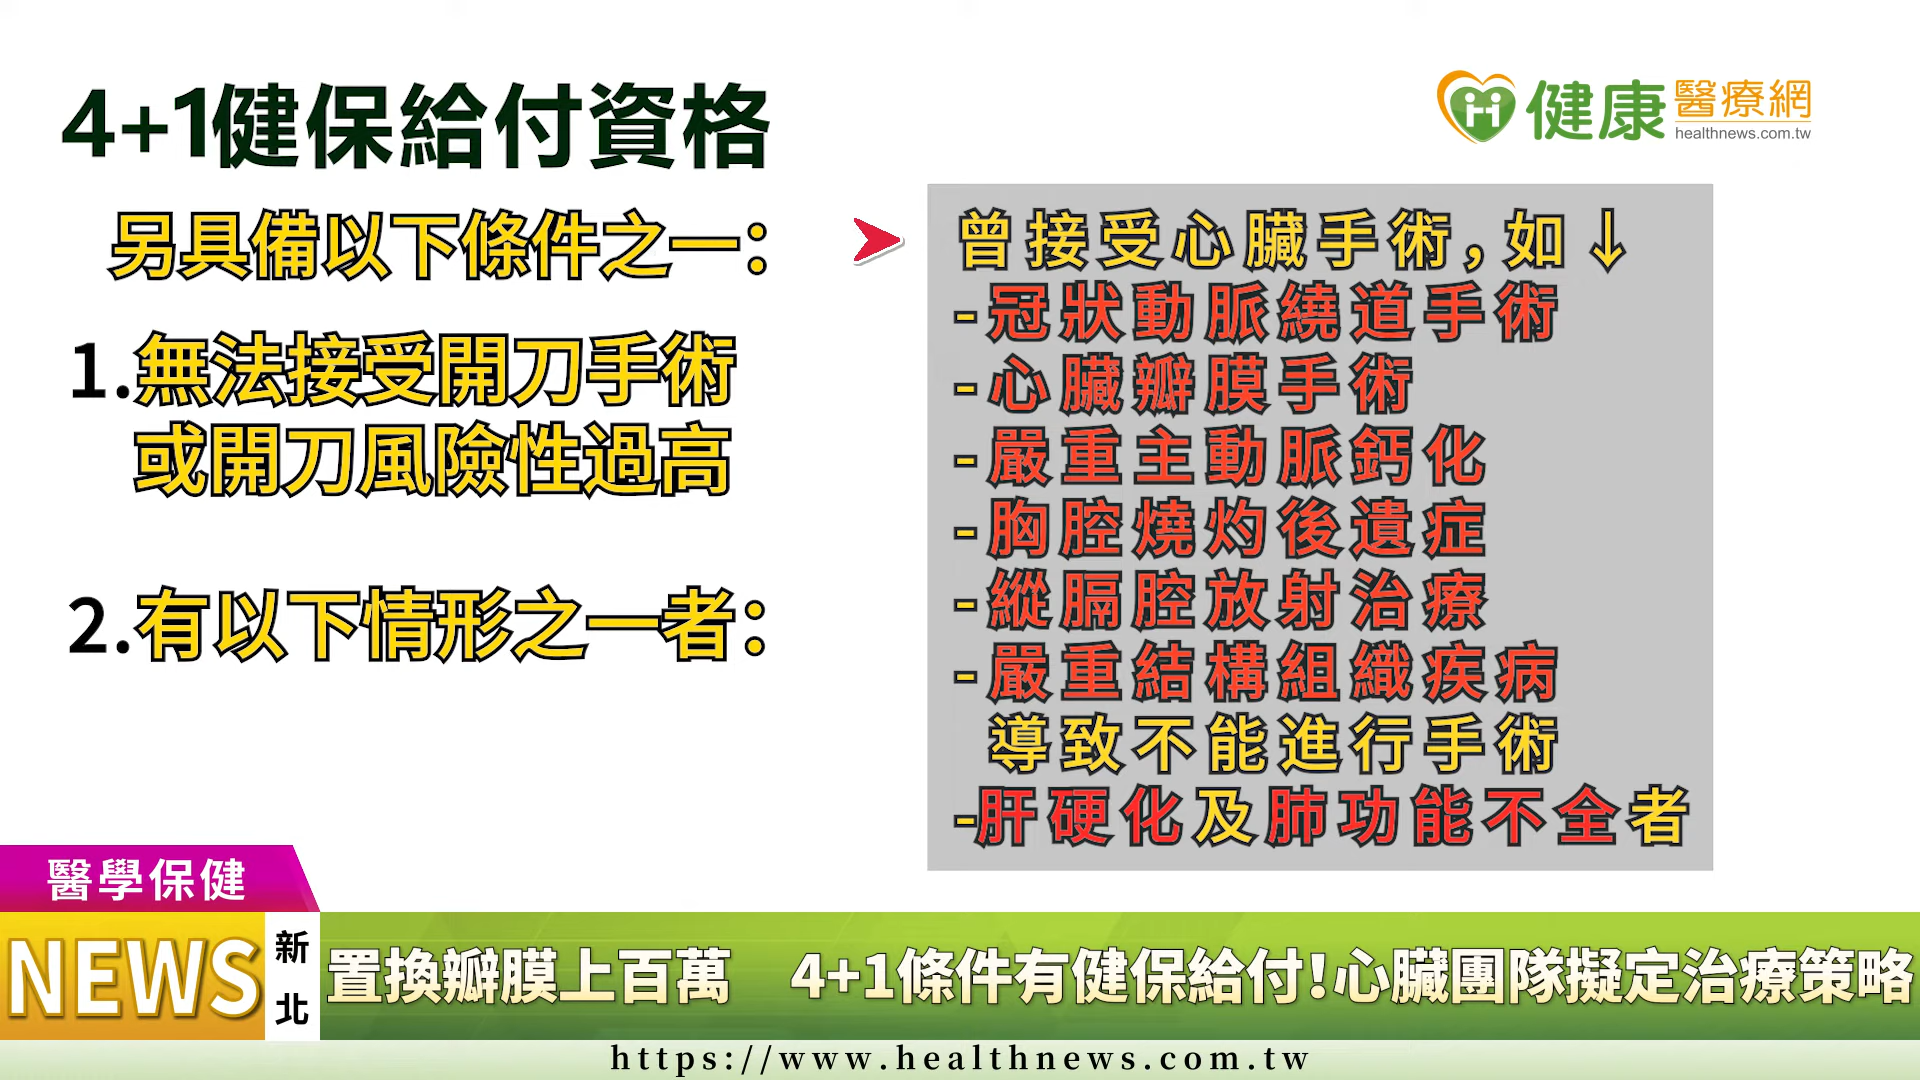 4+1健保給付資格
健康醫療網
healthnews.com.tw
另具備以下條件之一：
1.無法接受開刀手術
或開刀風險性過高
2.有以下情形之一者：
曾接受心臟手術，如↓
-冠狀動脈繞道手術
-心臟瓣膜手術
-嚴重主動脈鈣化
-胸腔燒灼後遺症
-縱膈腔放射治療
-嚴重結構組織疾病
導致不能進行手術
-肝硬化及肺功能不全者
醫學保健
NEWS
新北
置換瓣膜上百萬 4+1條件有健保給付！心臟團隊擬定治療策略
https://www.healthnews.com.tw